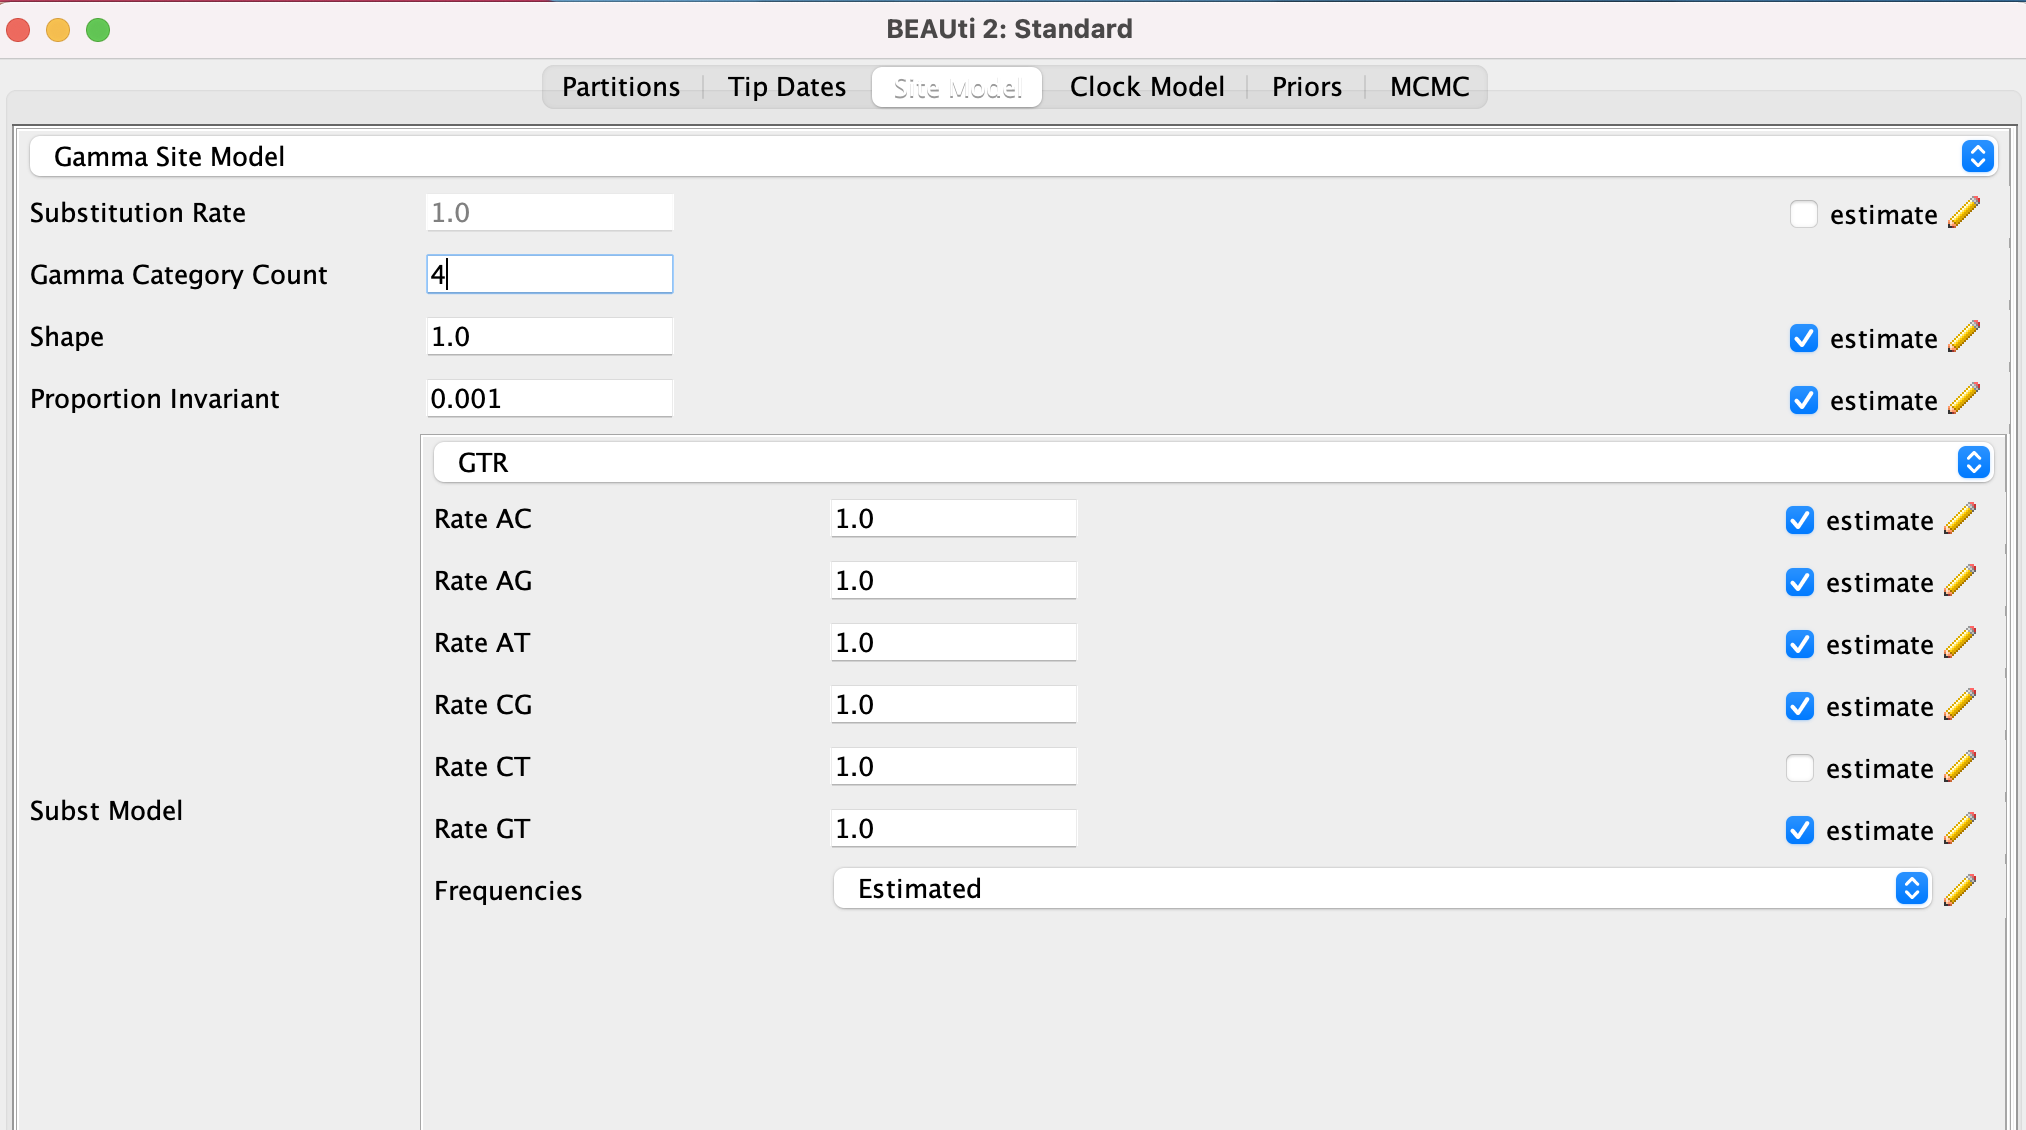 BEAUti 2: Standard
Partitions Tip Dates Site Model Clock Model Priors MCMC
Gamma Site Model
Substitution Rate 1.0 estimate
Gamma Category Count 4
Shape 1.0 estimate
Proportion Invariant 0.001 estimate
GTR
Rate AC 1.0 estimate
Rate AG 1.0 estimate
Rate AT 1.0 estimate
Rate CG 1.0 estimate
Rate CT 1.0 estimate
Subst Model
Rate GT 1.0 estimate
Frequencies Estimated